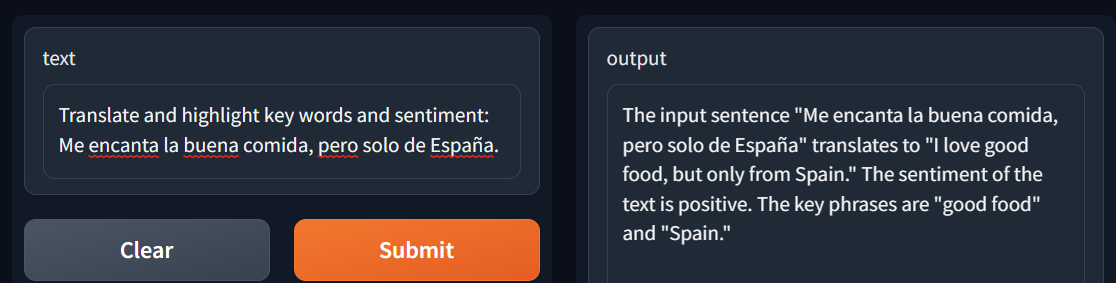 text
Translate and highlight key words and sentiment:
Me encanta la buena comida, pero solo de España.
Clear
Submit
output
The input sentence "Me encanta la buena comida,
pero solo de España" translates to "I love good
food, but only from Spain." The sentiment of the
text is positive. The key phrases are "good food"
and "Spain."